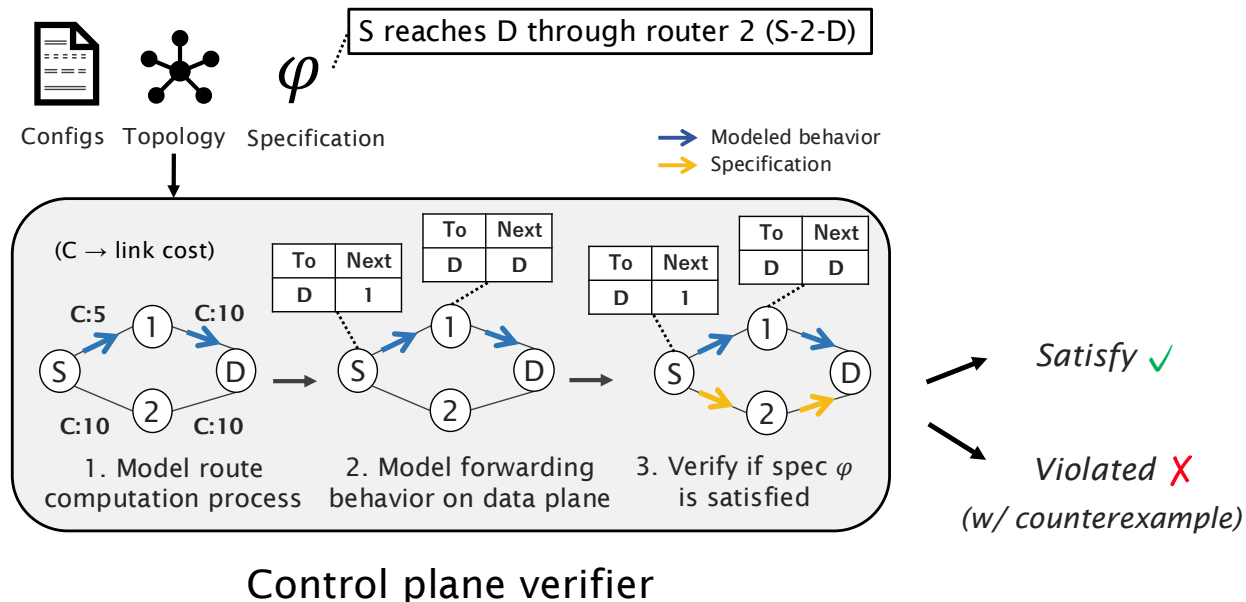 S reaches D through router 2 (S-2-D)
φ
Configs
Topology
Specification
Modeled behavior
Specification
(C → link cost)
To Next
D 1
To Next
D D
To Next
D 1
To Next
D D
C:5
1
C:10
S
D
2
C:10
C:10
1
S
D
2
1
S
D
2
1. Model route
computation process
2. Model forwarding
behavior on data plane
3. Verify if spec φ
is satisfied
Satisfy ✓
Violated ✗
(w/ counterexample)
Control plane verifier